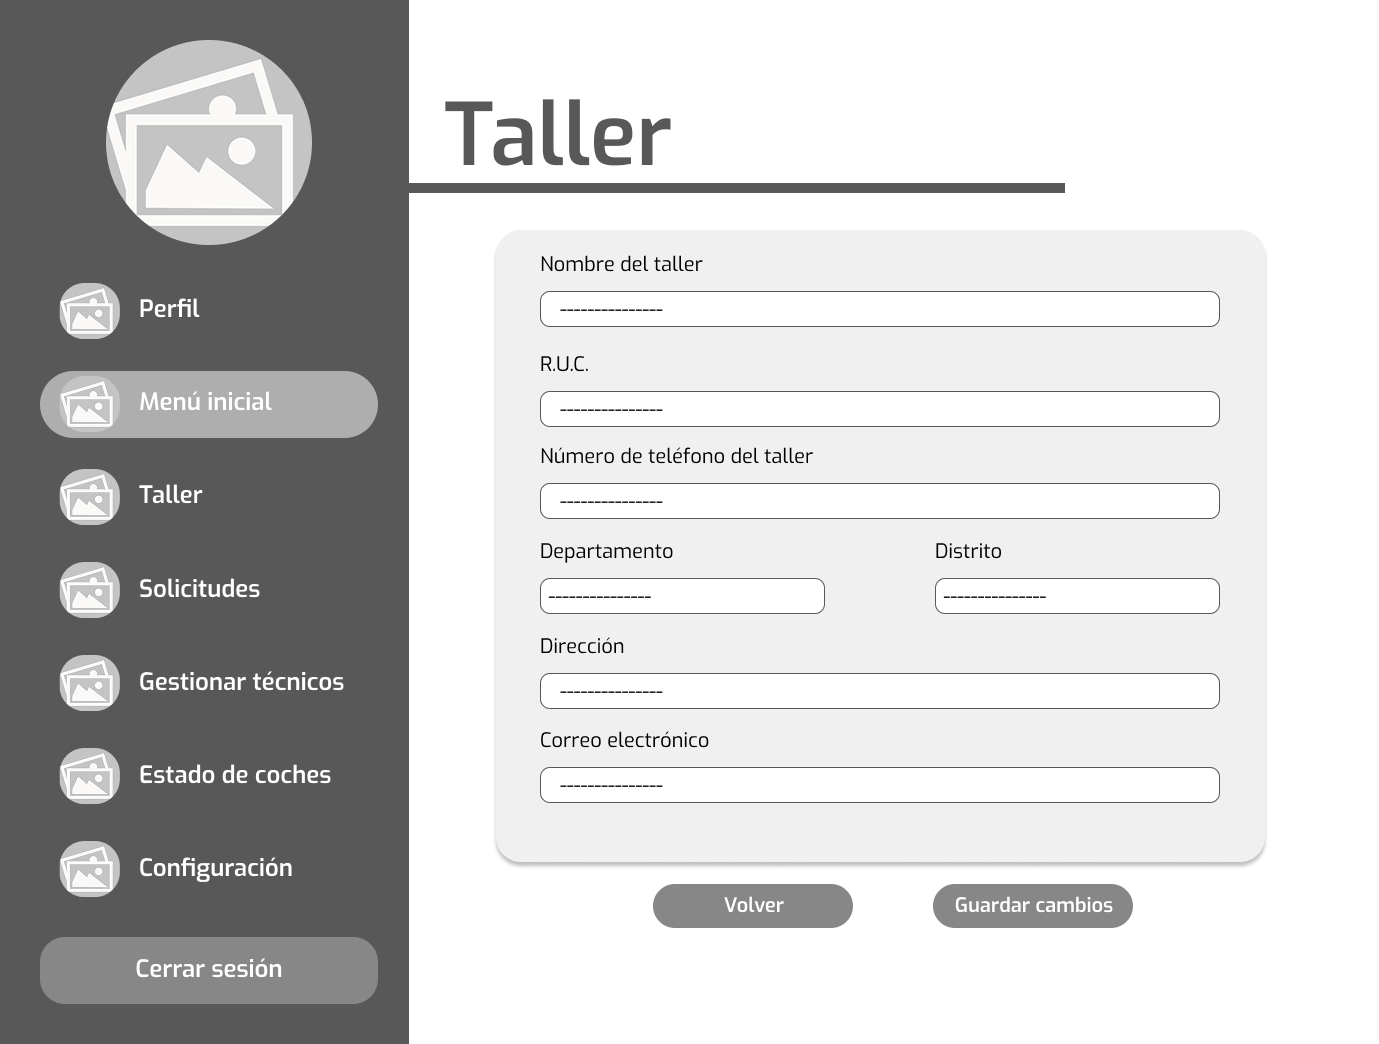 Perfil
Menú inicial
Taller
Solicitudes
Gestionar técnicos
Estado de coches
Configuración
Cerrar sesión
Taller
Nombre del taller
---------------
R.U.C.
---------------
Número de teléfono del taller
---------------
Departamento
---------------
Distrito
---------------
Dirección
---------------
Correo electrónico
---------------
Volver
Guardar cambios